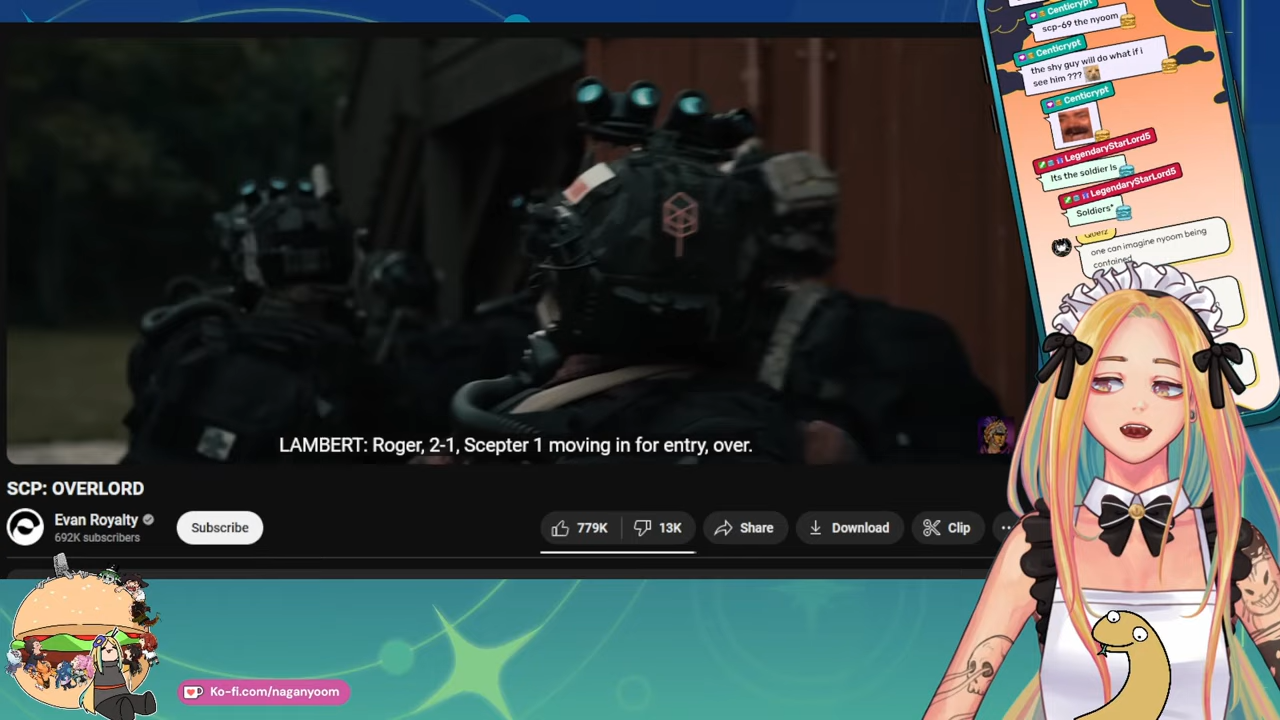 LAMBERT: Roger, 2-1, Scepter 1 moving in for entry, over.
SCP: OVERLORD
Evan Royalty
692K subscribers
Subscribe
779K
13K
Share
Download
Clip
Ko-fi.com/naganyoom
Centicrypt
scp-69 the nyoom
Centicrypt
the shy guy will do what if i
see him ???
Centicrypt
LegendaryStarLord5
Its the soldier is
LegendaryStarLord5
Soldiers*
one can imagine nyoom being
contained